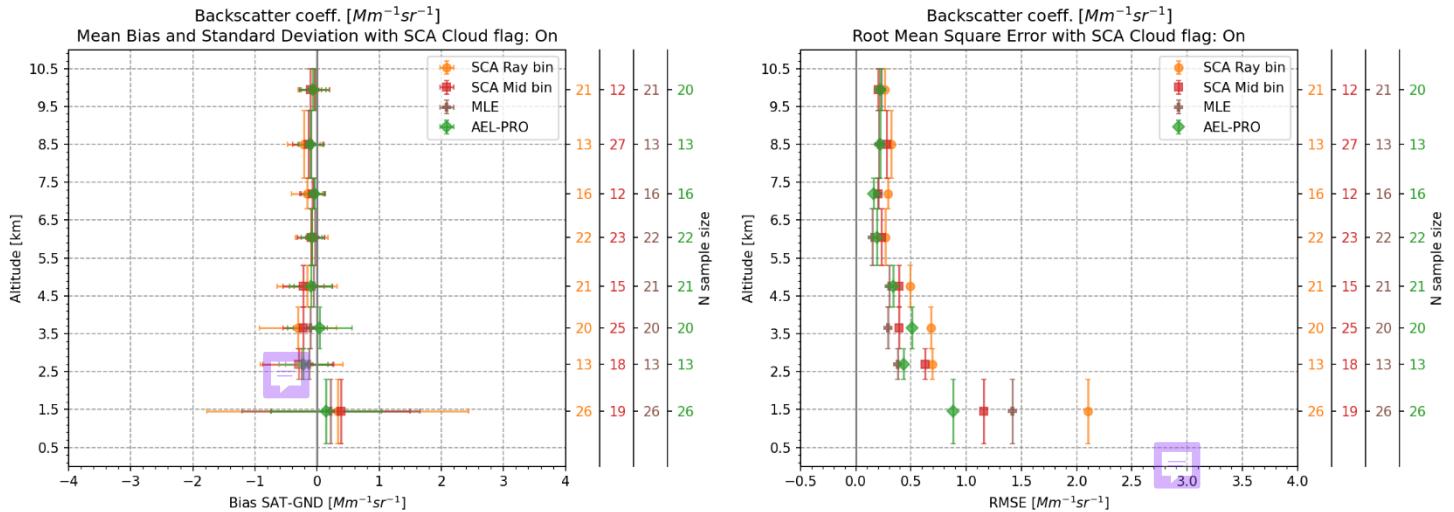 Backscatter coeff. [Mm⁻¹sr⁻¹]
Mean Bias and Standard Deviation with SCA Cloud flag: On
10.5
9.5
8.5
7.5
6.5
5.5
4.5
3.5
2.5
1.5
0.5
Altitude [km]
−4
−3
−2
−1
0
1
2
3
4
Bias SAT-GND [Mm⁻¹sr⁻¹]
SCA Ray bin
SCA Mid bin
MLE
AEL-PRO
21 12 21 20
13 27 13 13
16 12 16 16
22 23 22 22
21 15 21 21
20 25 20 20
13 18 13 13
26 19 26 26
N sample size
Backscatter coeff. [Mm⁻¹sr⁻¹]
Root Mean Square Error with SCA Cloud flag: On
10.5
9.5
8.5
7.5
6.5
5.5
4.5
3.5
2.5
1.5
0.5
Altitude [km]
−0.5
0.0
0.5
1.0
1.5
2.0
2.5
3.0
3.5
4.0
RMSE [Mm⁻¹sr⁻¹]
SCA Ray bin
SCA Mid bin
MLE
AEL-PRO
21 12 21 20
13 27 13 13
16 12 16 16
22 23 22 22
21 15 21 21
20 25 20 20
13 18 13 13
26 19 26 26
N sample size